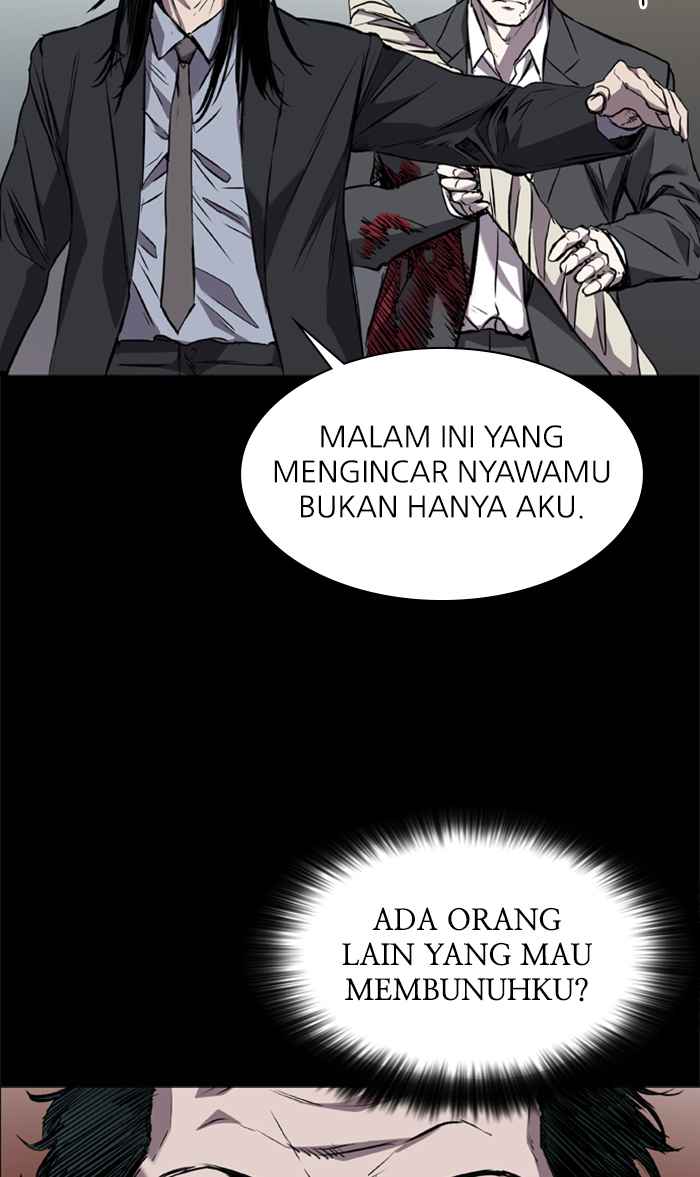 MALAM INI YANG
MENGINCAR NYAWAMU
BUKAN HANYA AKU.
ADA ORANG
LAIN YANG MAU
MEMBUNUHKU?